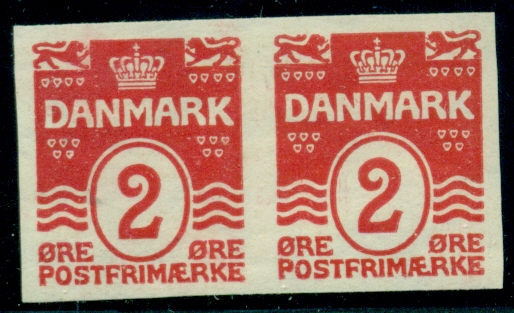 DANMARK
2
ØRE ØRE
POSTFRIMÆRKE
DANMARK
2
ØRE ØRE
POSTFRIMÆRKE